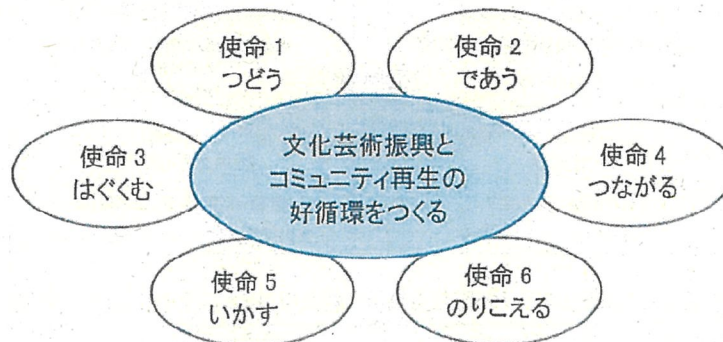 使命 1
つどう
使命 2
であう
使命 3
はぐくむ
文化芸術振興と
コミュニティ再生の
好循環をつくる
使命 4
つながる
使命 5
いかす
使命 6
のりこえる